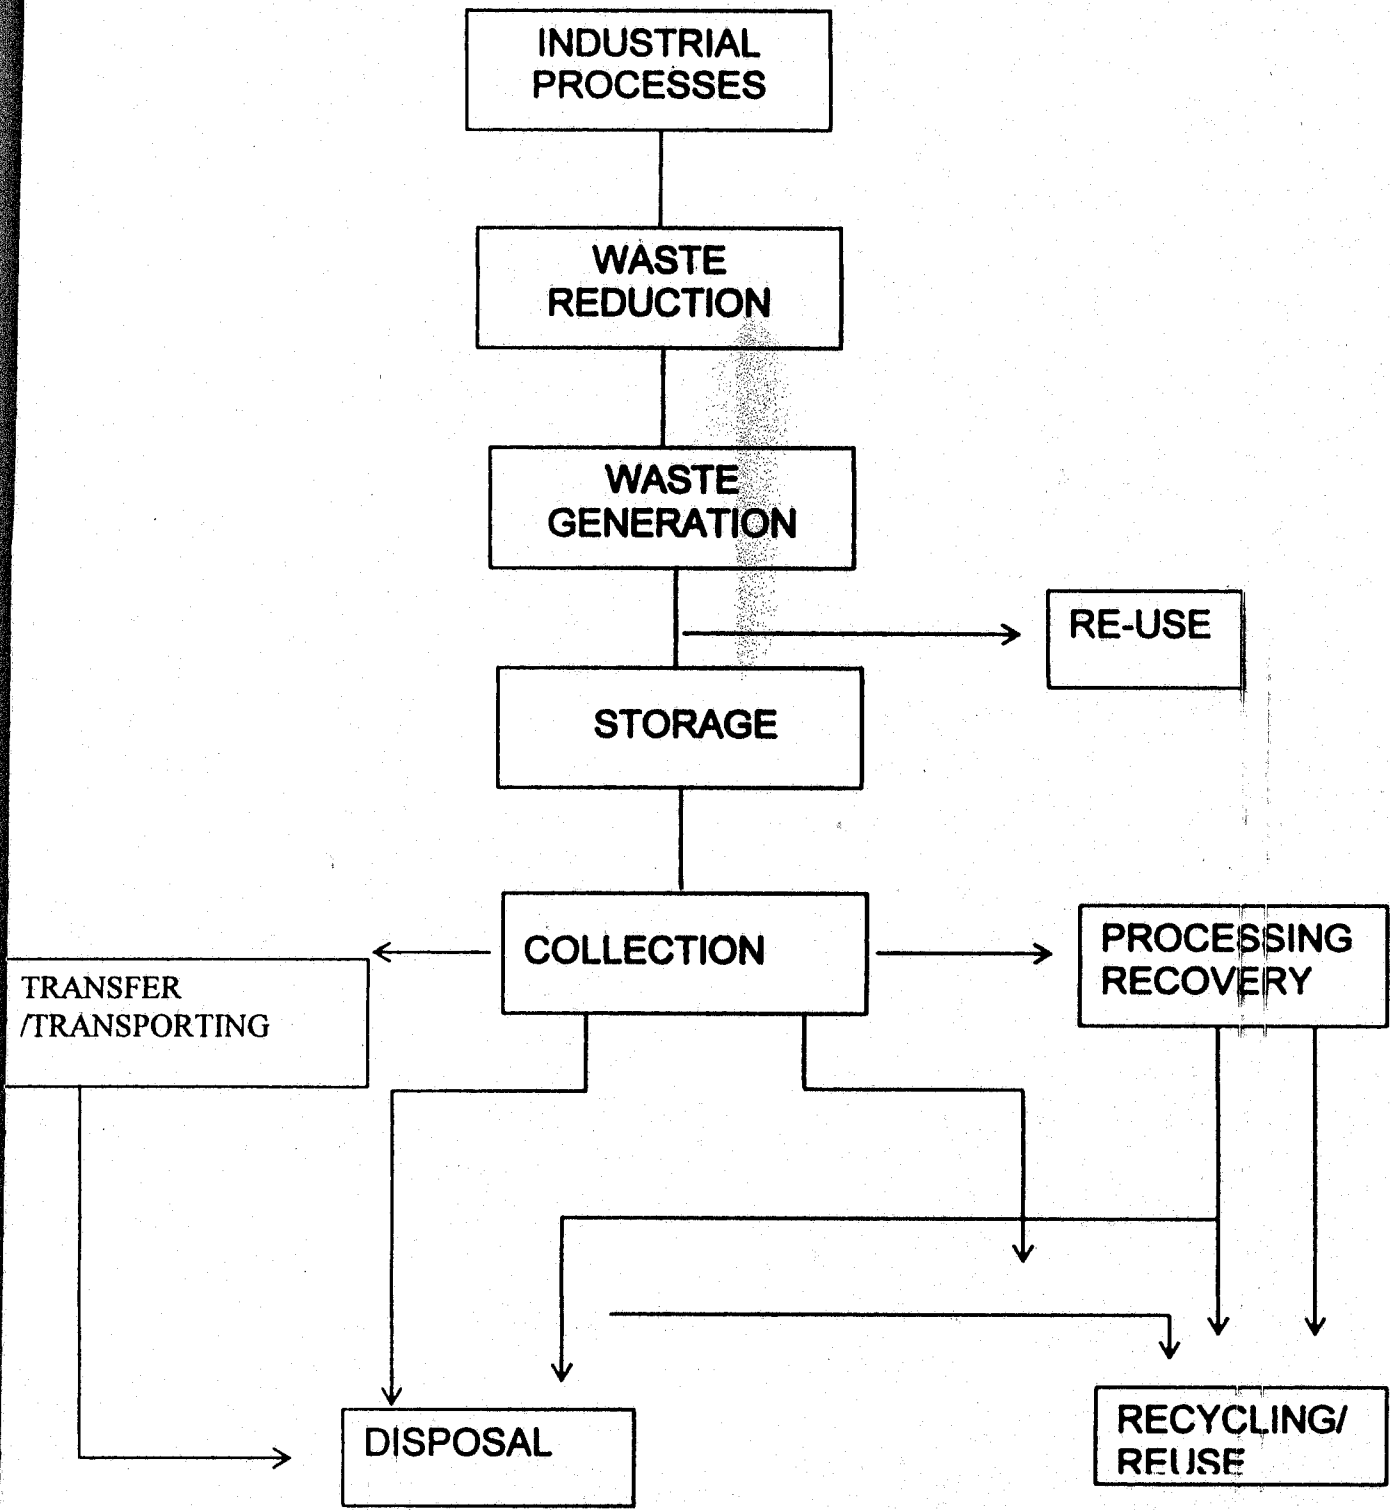 INDUSTRIAL
PROCESSES
WASTE
REDUCTION
WASTE
GENERATION
RE-USE
STORAGE
COLLECTION
PROCESSING
RECOVERY
TRANSFER
/TRANSPORTING
DISPOSAL
RECYCLING/
REUSE